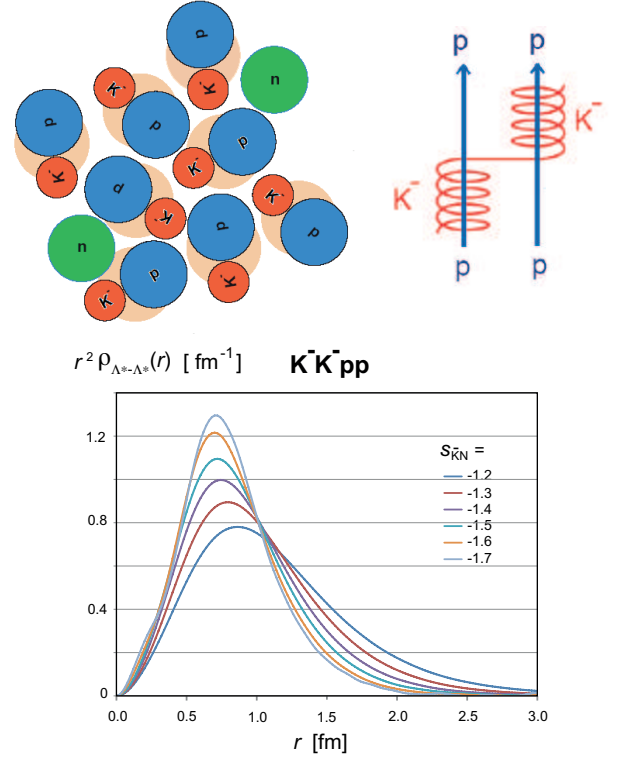 p
n
K⁻
K⁻
p
p
p
K⁻
K⁻
p
K⁻
K⁻
p
p
n
p
K⁻
K⁻
p p
K⁻
K⁻
p p
r² ρΛ*-Λ*(r) [ fm⁻¹] K⁻K⁻pp
1.2
0.8
0.4
0
sK̄N =
-1.2
-1.3
-1.4
-1.5
-1.6
-1.7
0.0 0.5 1.0 1.5 2.0 2.5 3.0
r [fm]